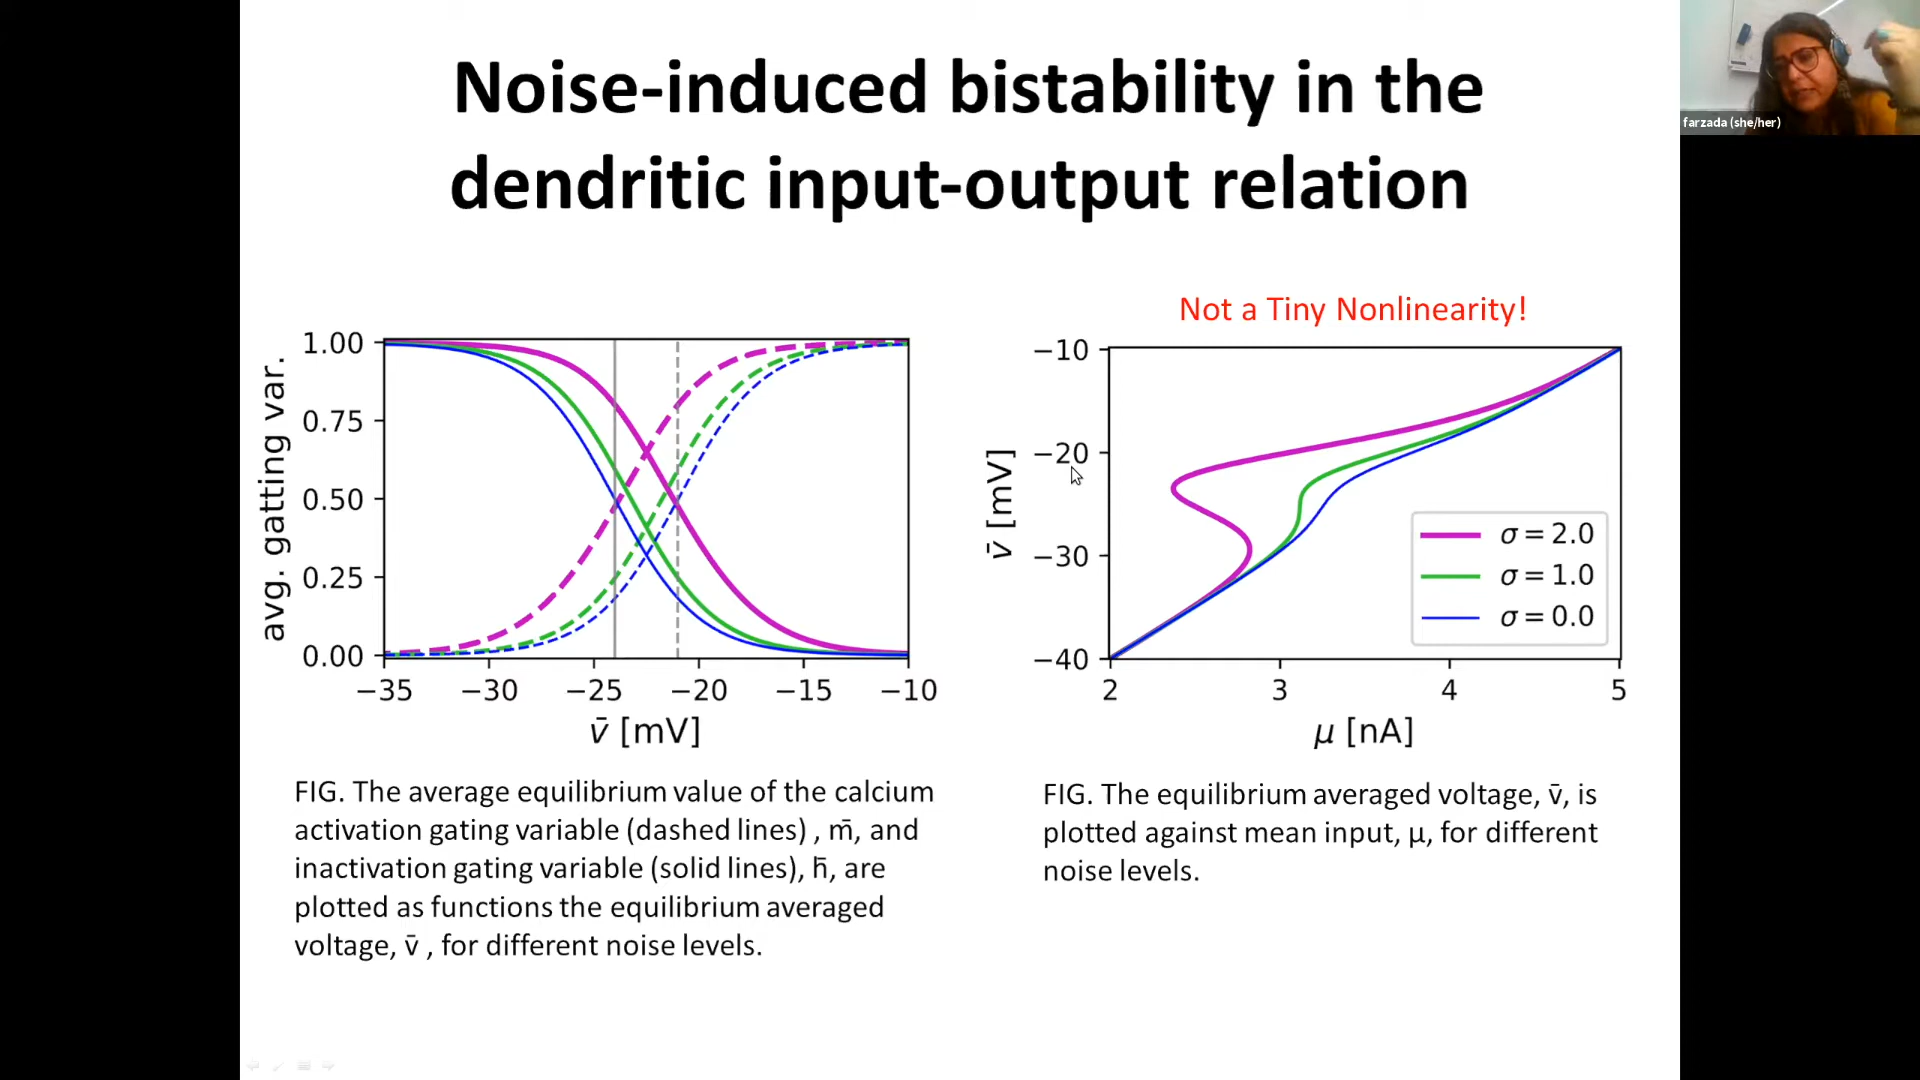 Noise-induced bistability in the
dendritic input-output relation
farzada (she/her)
Not a Tiny Nonlinearity!
avg. gatting var.
1.00
0.75
0.50
0.25
0.00
−35
−30
−25
−20
−15
−10
v̄ [mV]
v̄ [mV]
−10
−20
−30
−40
2
3
4
5
μ [nA]
σ = 2.0
σ = 1.0
σ = 0.0
FIG. The average equilibrium value of the calcium
activation gating variable (dashed lines) , m̄, and
inactivation gating variable (solid lines), h̄, are
plotted as functions the equilibrium averaged
voltage, v̄ , for different noise levels.
FIG. The equilibrium averaged voltage, v̄, is
plotted against mean input, μ, for different
noise levels.